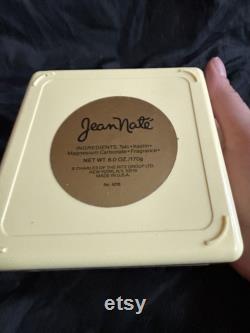 Jean Naté
INGREDIENTS: Talc • Kaolin •
Magnesium Carbonate • Fragrance •
NET WT 6.0 OZ./170g
© CHARLES OF THE RITZ GROUP LTD.
NEW YORK, N.Y. 10019
MADE IN U.S.A.
No.
etsy